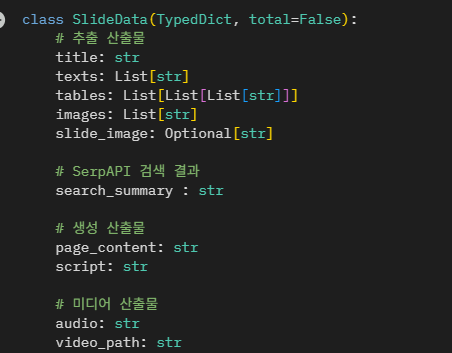 class SlideData(TypedDict, total=False):
    # 추출 산출물
    title: str
    texts: List[str]
    tables: List[List[List[str]]]
    images: List[str]
    slide_image: Optional[str]

    # SerpAPI 검색 결과
    search_summary : str

    # 생성 산출물
    page_content: str
    script: str

    # 미디어 산출물
    audio: str
    video_path: str